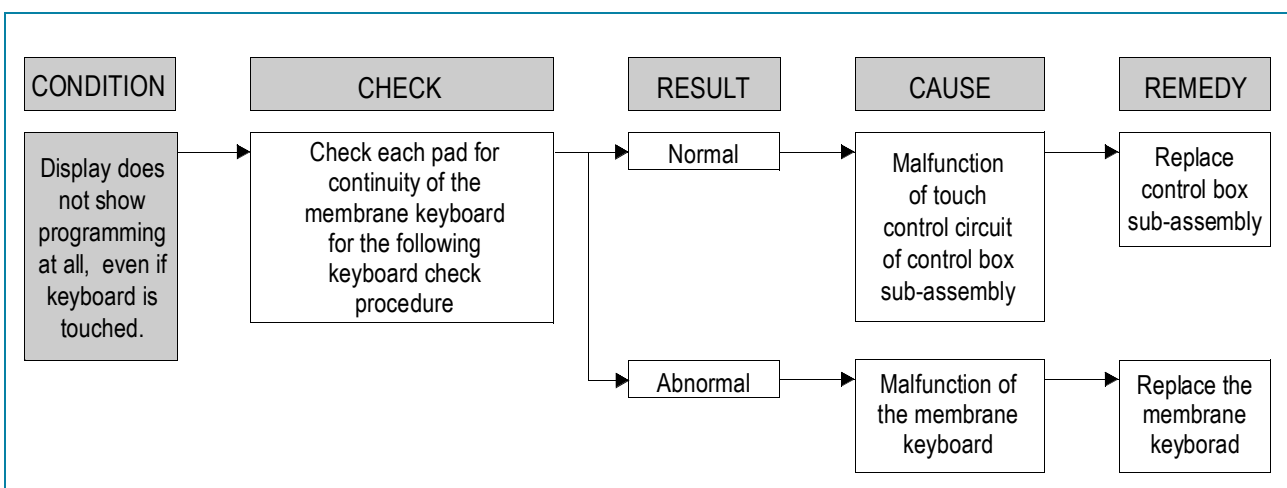 CONDITION
CHECK
RESULT
CAUSE
REMEDY
Display does
not show
programming
at all, even if
keyboard is
touched.
Check each pad for
continuity of the
membrane keyboard
for the following
keyboard check
procedure
Normal
Malfunction
of touch
control circuit
of control box
sub-assembly
Replace
control box
sub-assembly
Abnormal
Malfunction of
the membrane
keyboard
Replace the
membrane
keyborad